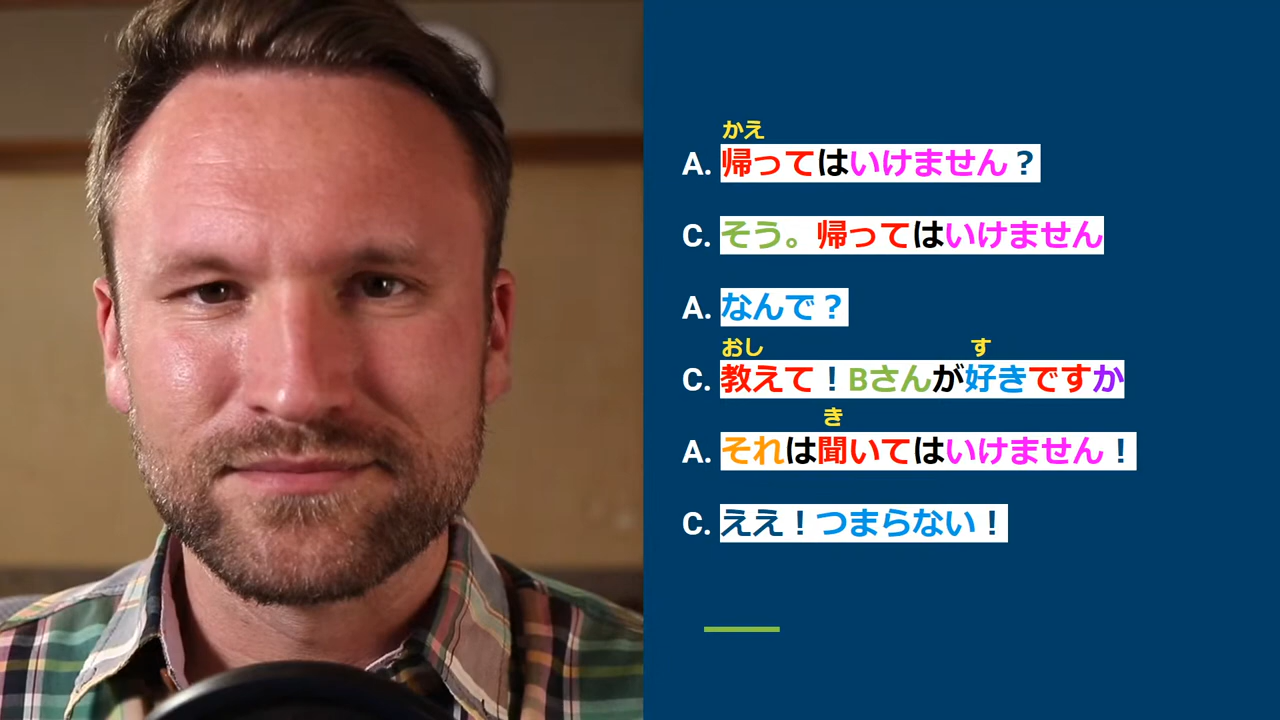 かえ
A. 帰ってはいけません？
C. そう。帰ってはいけません
A. なんで？
おし す
C. 教えて！Bさんが好きですか
き
A. それは聞いてはいけません！
C. ええ！つまらない！